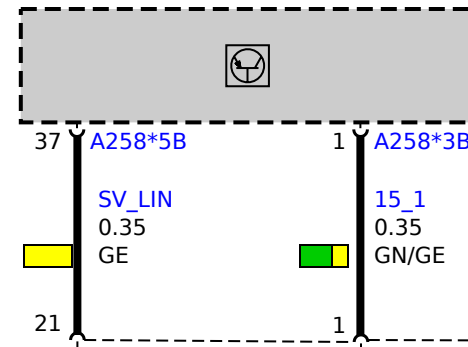 37 A258*5B 1 A258*3B
SV_LIN 15_1
0.35 0.35
GE GN/GE
21 1